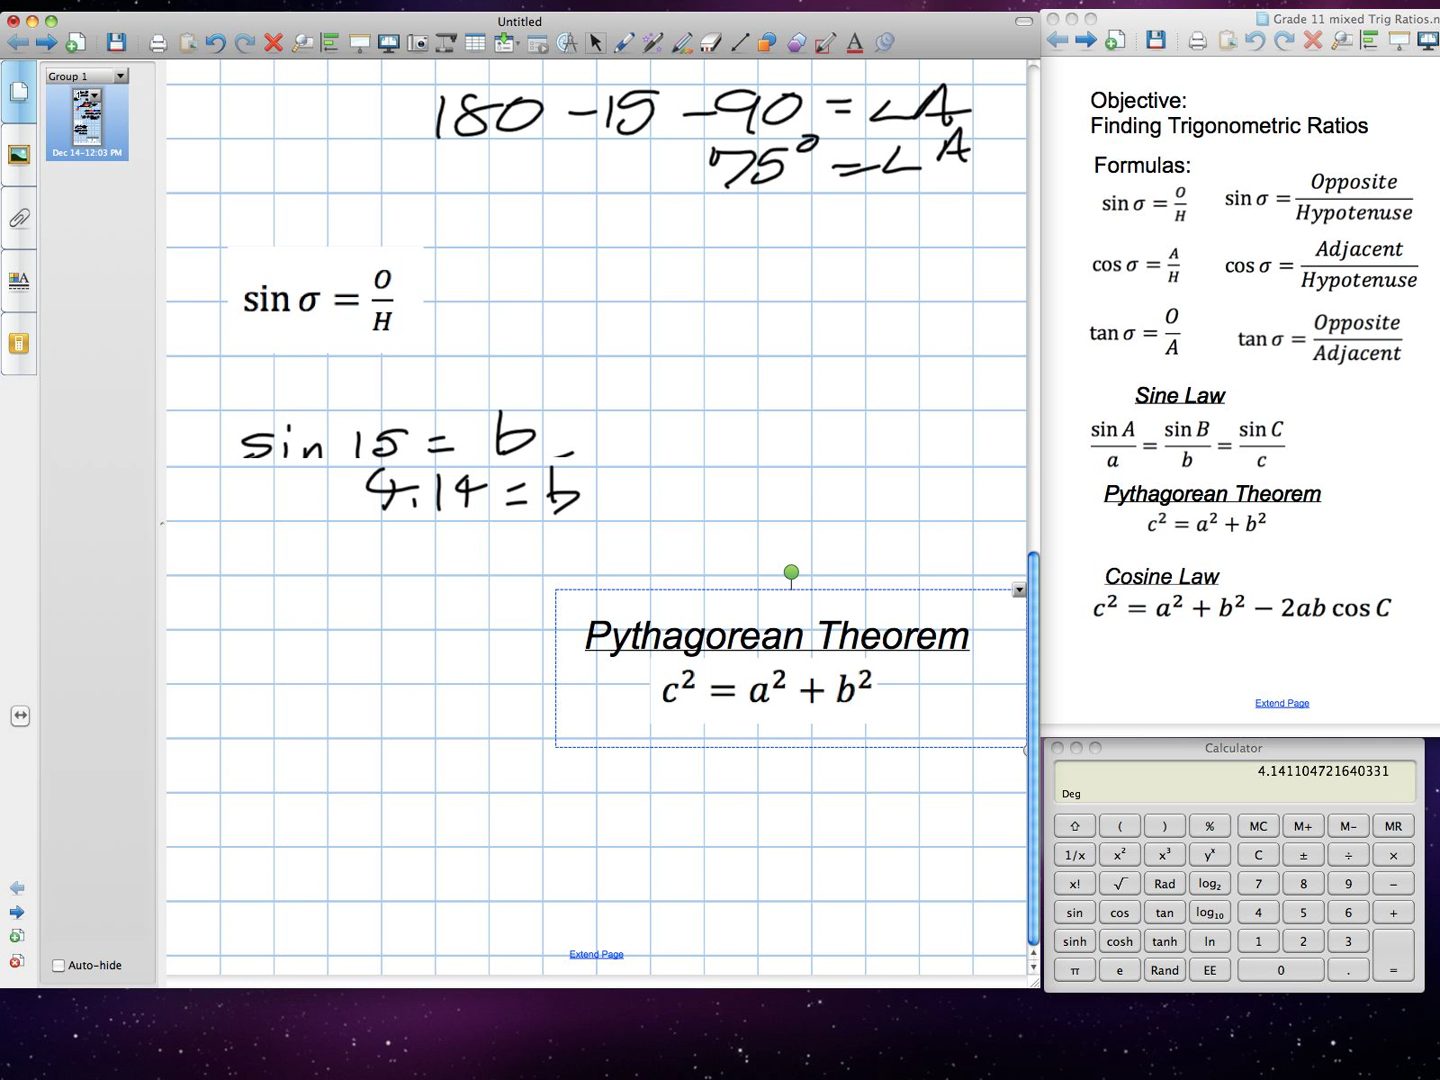 Untitled
Group 1
Dec 14-12:03 PM
180 - 15 - 90 = ∠A
75° = ∠A
sin σ = O/H
sin 15 = b
4.14 = b
Pythagorean Theorem
c² = a² + b²
Extend Page
Auto-hide
Grade 11 mixed Trig Ratios.n
Objective:
Finding Trigonometric Ratios
Formulas:
sin σ = O/H sin σ = Opposite/Hypotenuse
cos σ = A/H cos σ = Adjacent/Hypotenuse
tan σ = O/A tan σ = Opposite/Adjacent
Sine Law
sin A/a = sin B/b = sin C/c
Pythagorean Theorem
c² = a² + b²
Cosine Law
c² = a² + b² − 2ab cos C
Extend Page
Calculator
4.141104721640331
Deg
( ) % MC M+ M- MR
1/x x² x³ yˣ C ± ÷ ×
x! √ Rad log₂ 7 8 9 −
sin cos tan log₁₀ 4 5 6 +
sinh cosh tanh ln 1 2 3
π e Rand EE 0 . =